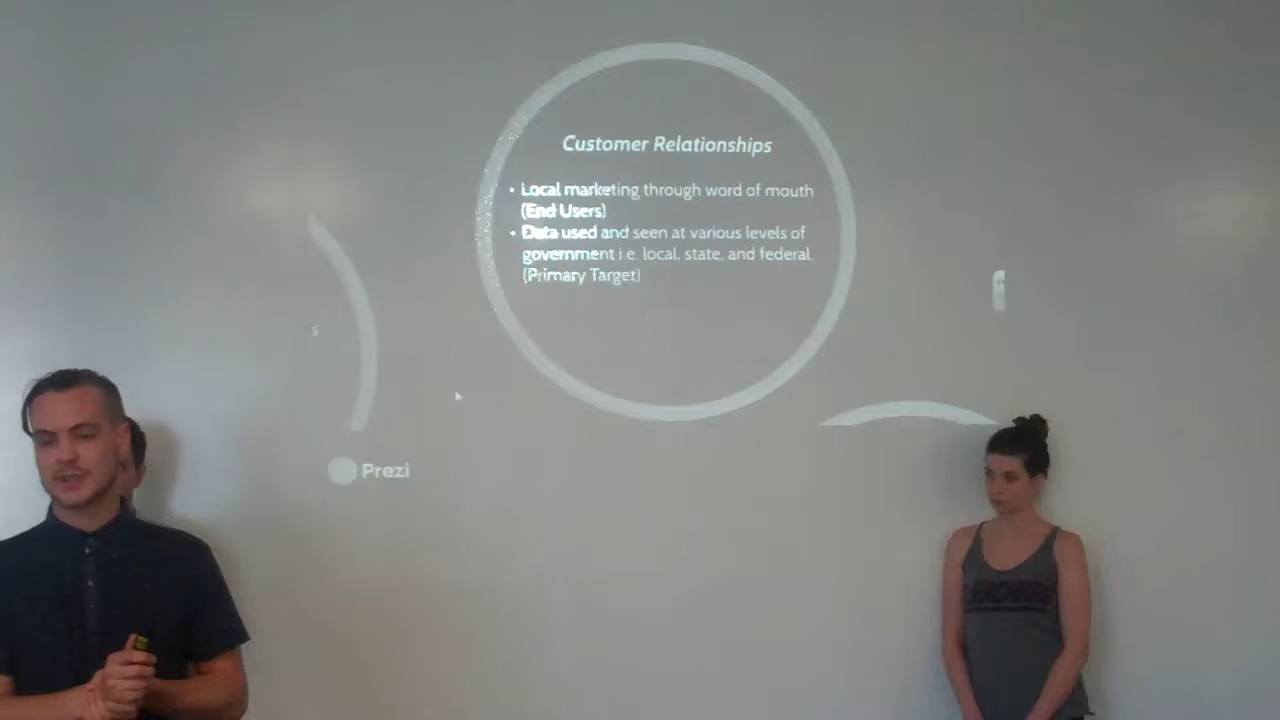 Customer Relationships
• Local marketing through word of mouth
(End Users)
• Data used and seen at various levels of
government i.e. local, state, and federal.
(Primary Target)
s
Prezi